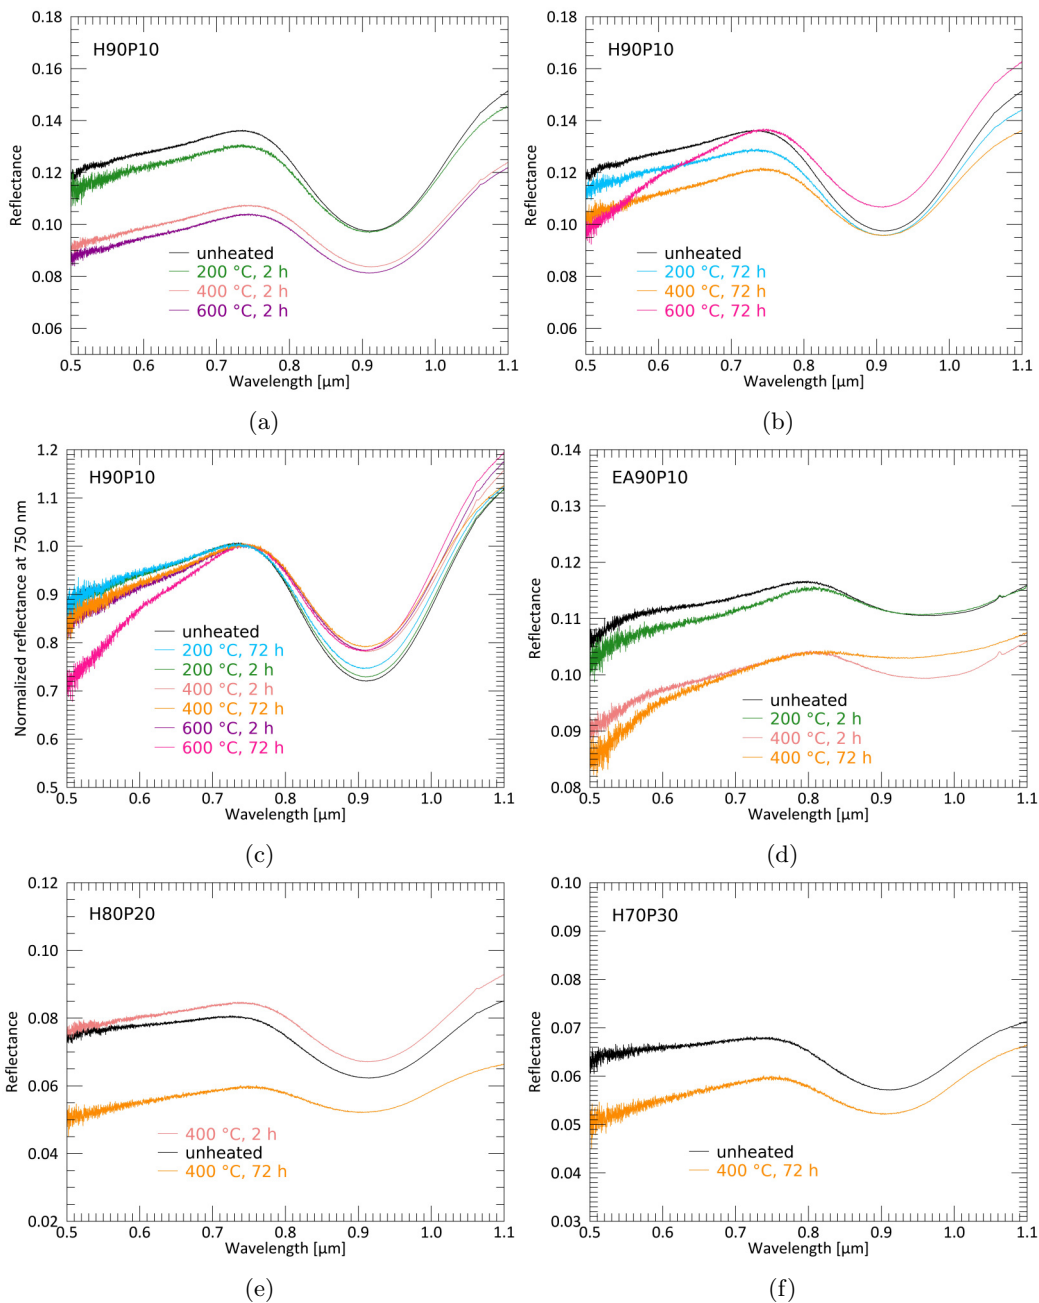 H90P10
0.18
0.16
0.14
0.12
0.10
0.08
0.06
Reflectance
unheated
200 °C, 2 h
400 °C, 2 h
600 °C, 2 h
0.5 0.6 0.7 0.8 0.9 1.0 1.1
Wavelength [µm]
(a)
H90P10
0.18
0.16
0.14
0.12
0.10
0.08
0.06
Reflectance
unheated
200 °C, 72 h
400 °C, 72 h
600 °C, 72 h
0.5 0.6 0.7 0.8 0.9 1.0 1.1
Wavelength [µm]
(b)
H90P10
1.2
1.1
1.0
0.9
0.8
0.7
0.6
0.5
Normalized reflectance at 750 nm
unheated
200 °C, 72 h
200 °C, 2 h
400 °C, 2 h
400 °C, 72 h
600 °C, 2 h
600 °C, 72 h
0.5 0.6 0.7 0.8 0.9 1.0 1.1
Wavelength [µm]
(c)
EA90P10
0.14
0.13
0.12
0.11
0.10
0.09
0.08
Reflectance
unheated
200 °C, 2 h
400 °C, 2 h
400 °C, 72 h
0.5 0.6 0.7 0.8 0.9 1.0 1.1
Wavelength [µm]
(d)
H80P20
0.12
0.10
0.08
0.06
0.04
0.02
Reflectance
400 °C, 2 h
unheated
400 °C, 72 h
0.5 0.6 0.7 0.8 0.9 1.0 1.1
Wavelength [µm]
(e)
H70P30
0.10
0.09
0.08
0.07
0.06
0.05
0.04
0.03
Reflectance
unheated
400 °C, 72 h
0.5 0.6 0.7 0.8 0.9 1.0 1.1
Wavelength [µm]
(f)